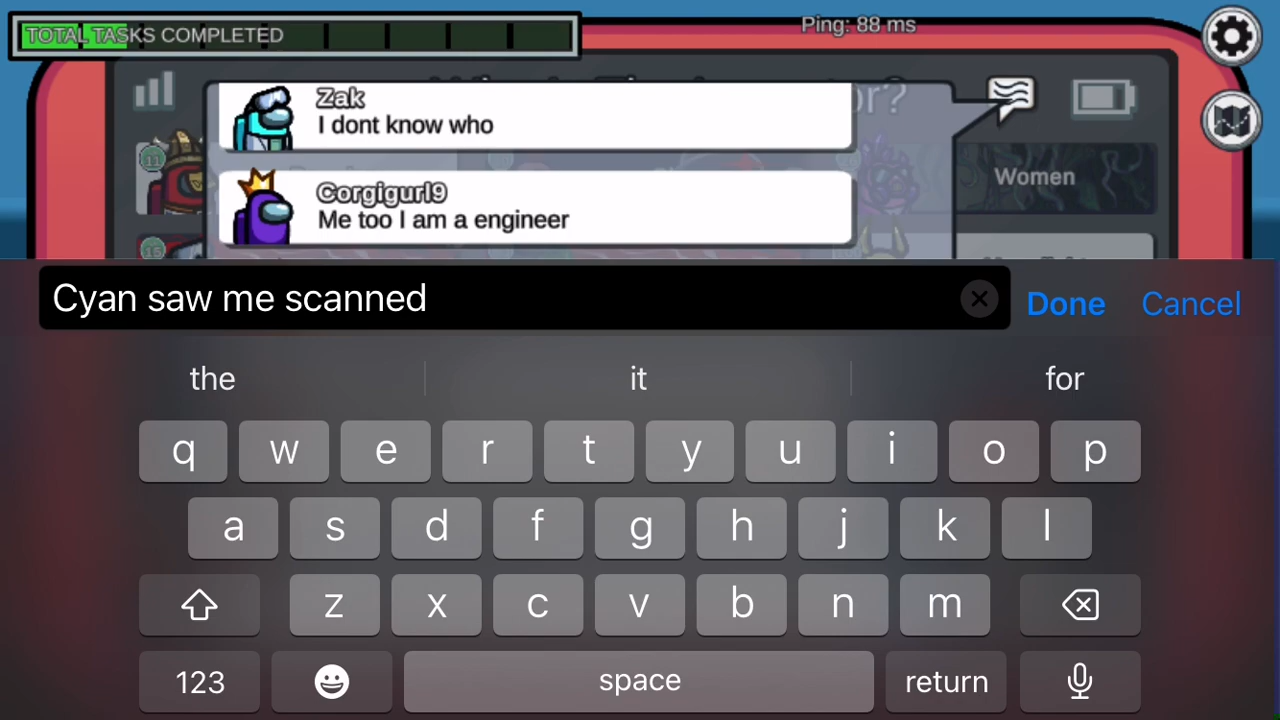 TOTAL TASKS COMPLETED
Ping: 88 ms
or?
Zak
I dont know who
Women
Corgigurl9
Me too I am a engineer
Cyan saw me scanned
Done
Cancel
the
it
for
q w e r t y u i o p
a s d f g h j k l
z x c v b n m
123
space
return